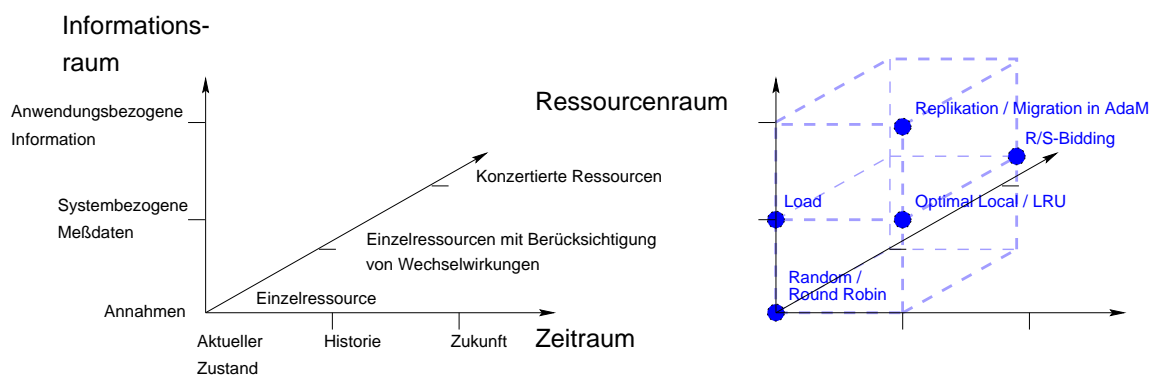 Informations-
raum
Anwendungsbezogene
Information
Systembezogene
Meßdaten
Annahmen
Ressourcenraum
Konzertierte Ressourcen
Einzelressourcen mit Berücksichtigung
von Wechselwirkungen
Einzelressource
Aktueller
Zustand
Historie
Zukunft
Zeitraum
Replikation / Migration in AdaM
R/S-Bidding
Load
Optimal Local / LRU
Random /
Round Robin